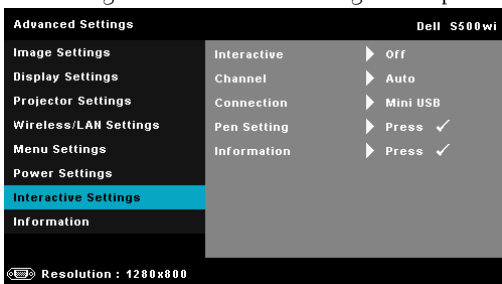 Advanced Settings Dell S500wi
Image Settings Interactive Off
Display Settings Channel Auto
Projector Settings Connection Mini USB
Wireless/LAN Settings Pen Setting Press ✓
Menu Settings Information Press ✓
Power Settings
Interactive Settings
Information
Resolution : 1280x800